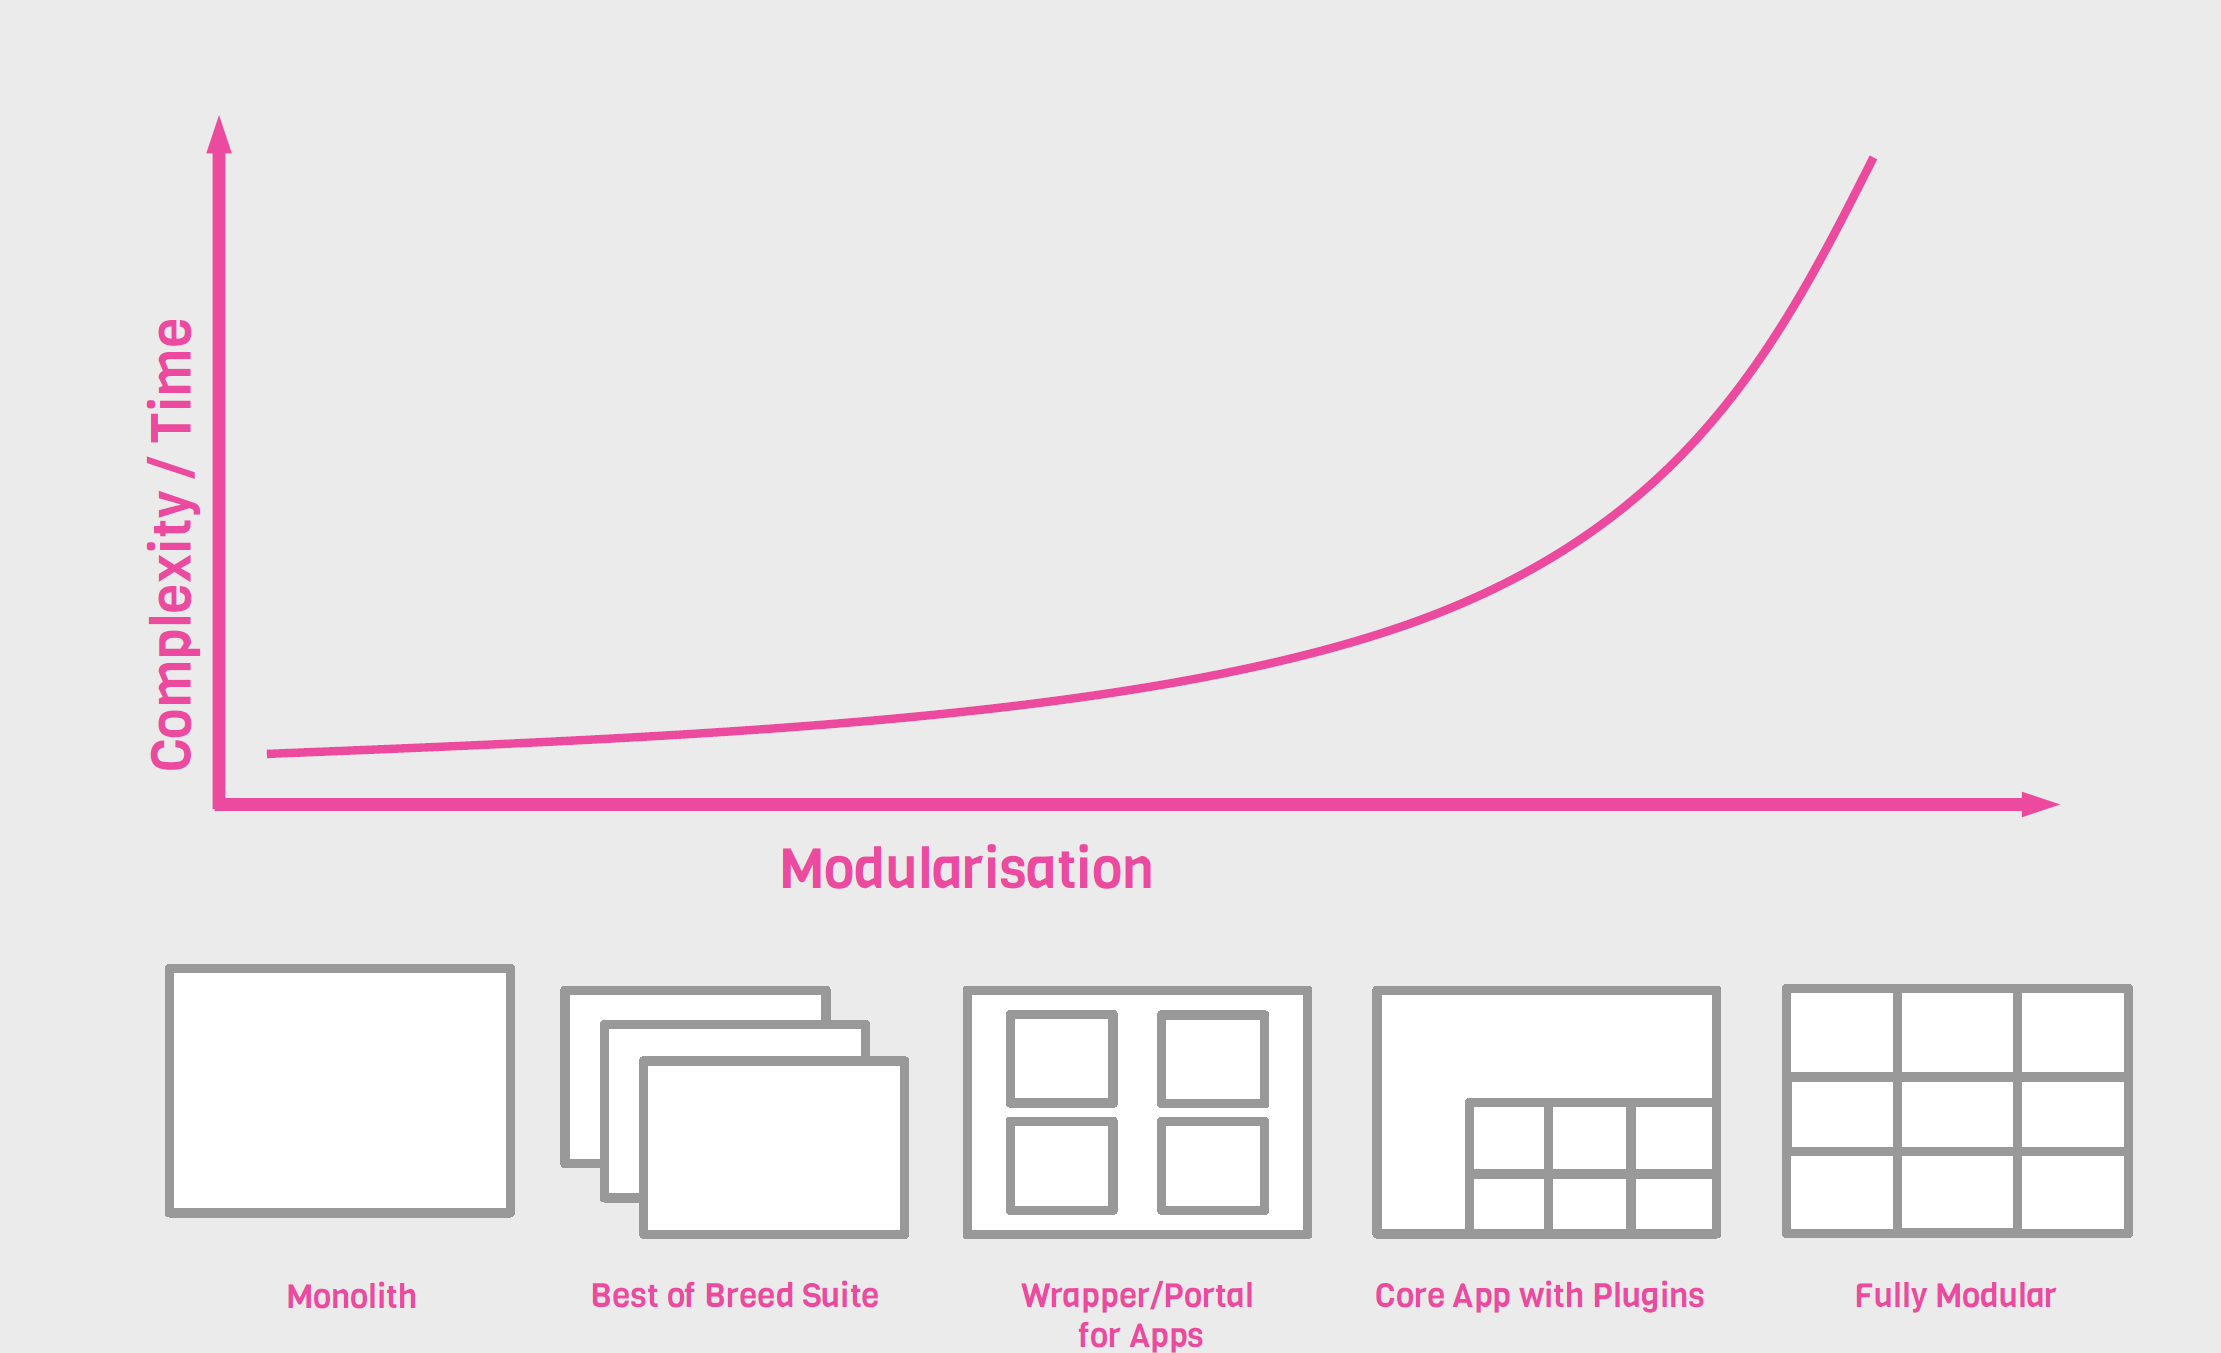 Complexity / Time
Modularisation
Monolith
Best of Breed Suite
Wrapper/Portal
for Apps
Core App with Plugins
Fully Modular